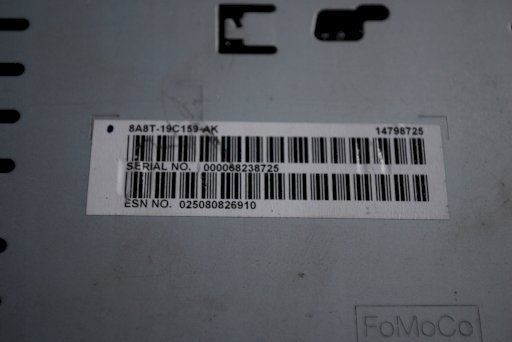 8A8T-19C159-AK 14798725
SERIAL NO. 000068238725
ESN NO. 025080826910
FoMoCo